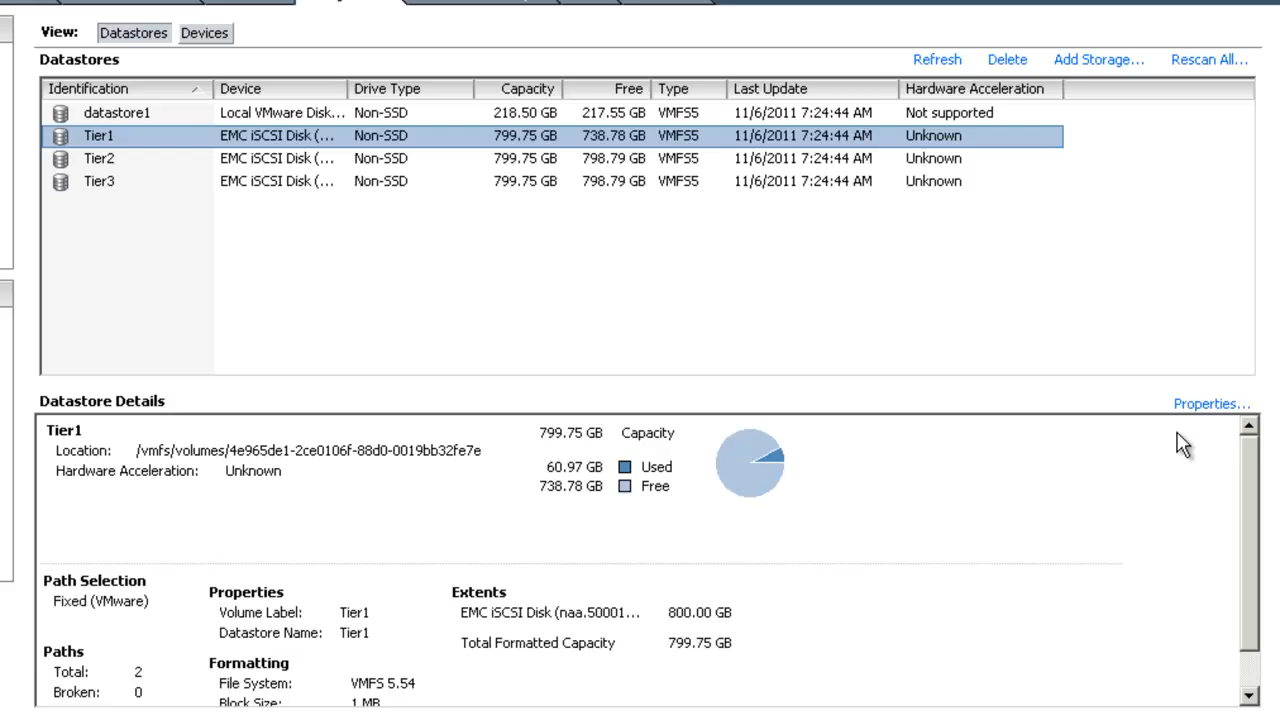 View: Datastores Devices
Datastores Refresh Delete Add Storage... Rescan All...
Identification Device Drive Type Capacity Free Type Last Update Hardware Acceleration
datastore1 Local VMware Disk... Non-SSD 218.50 GB 217.55 GB VMFS5 11/6/2011 7:24:44 AM Not supported
Tier1 EMC iSCSI Disk (... Non-SSD 799.75 GB 738.78 GB VMFS5 11/6/2011 7:24:44 AM Unknown
Tier2 EMC iSCSI Disk (... Non-SSD 799.75 GB 798.79 GB VMFS5 11/6/2011 7:24:44 AM Unknown
Tier3 EMC iSCSI Disk (... Non-SSD 799.75 GB 798.79 GB VMFS5 11/6/2011 7:24:44 AM Unknown
Datastore Details Properties...
Tier1 799.75 GB Capacity
Location: /vmfs/volumes/4e965de1-2ce0106f-88d0-0019bb32fe7e
Hardware Acceleration: Unknown 60.97 GB Used
738.78 GB Free
Path Selection
Fixed (VMware)
Properties
Volume Label: Tier1
Datastore Name: Tier1
Extents
EMC iSCSI Disk (naa.50001... 800.00 GB
Total Formatted Capacity 799.75 GB
Paths
Total: 2
Broken: 0
Formatting
File System: VMFS 5.54
Block Size: 1 MB